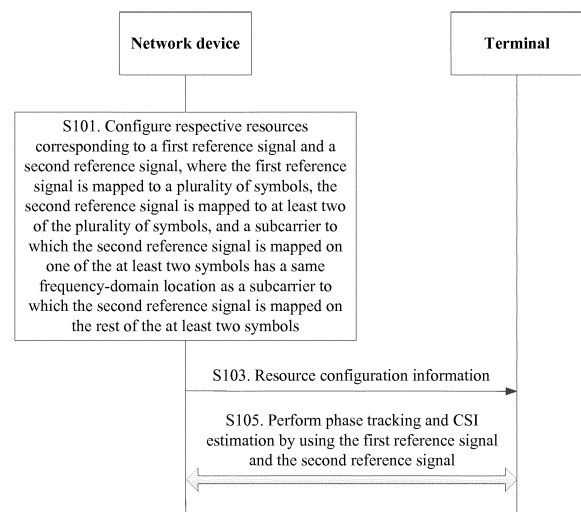 Network device
Terminal
S101. Configure respective resources
corresponding to a first reference signal and a
second reference signal, where the first reference
signal is mapped to a plurality of symbols, the
second reference signal is mapped to at least two
of the plurality of symbols, and a subcarrier to
which the second reference signal is mapped on
one of the at least two symbols has a same
frequency-domain location as a subcarrier to
which the second reference signal is mapped on
the rest of the at least two symbols
S103. Resource configuration information
S105. Perform phase tracking and CSI
estimation by using the first reference signal
and the second reference signal